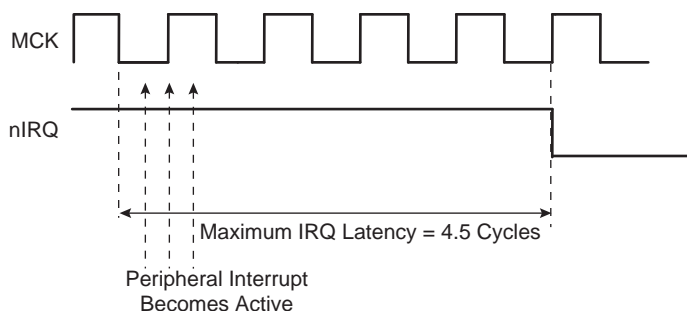 MCK
nIRQ
Maximum IRQ Latency = 4.5 Cycles
Peripheral Interrupt
Becomes Active